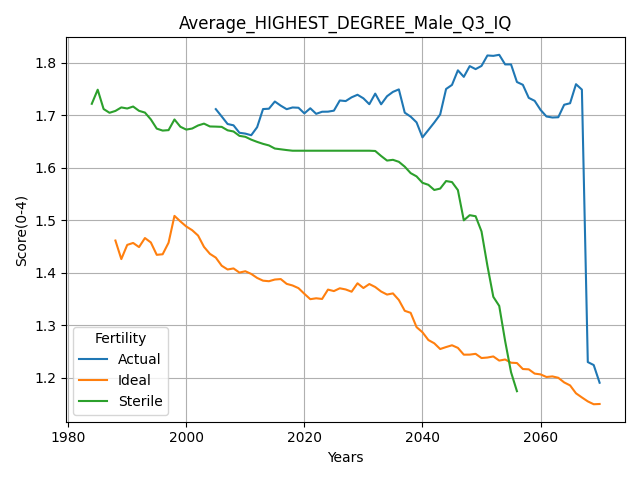 Average_HIGHEST_DEGREE_Male_Q3_IQ
Score(0-4)
1.8
1.7
1.6
1.5
1.4
1.3
1.2
Fertility
Actual
Ideal
Sterile
1980 2000 2020 2040 2060
Years